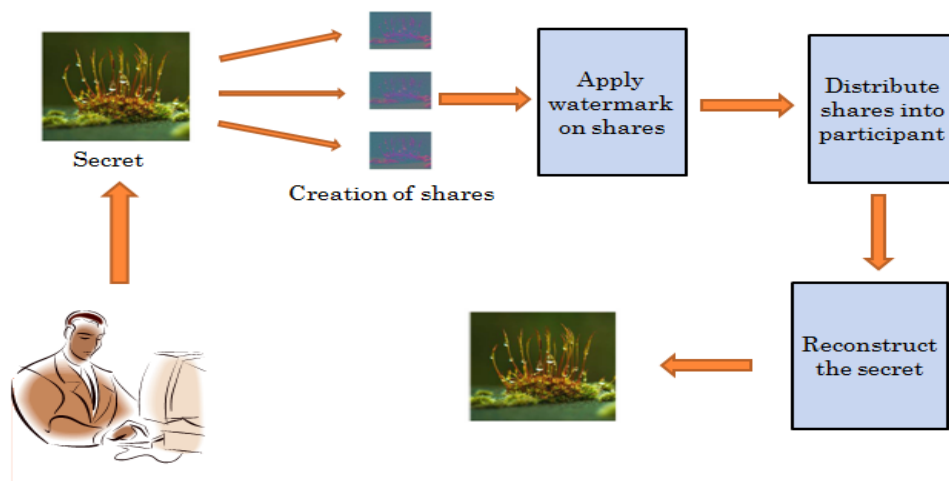 Secret
Creation of shares
Apply
watermark
on shares
Distribute
shares into
participant
Reconstruct
the secret